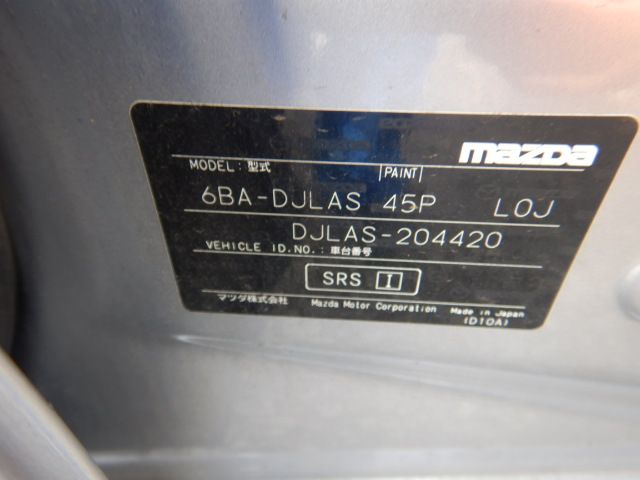 mazda
MODEL: 型式 PAINT
6BA-DJLAS 45P L0J
DJLAS-204420
VEHICLE ID.NO.: 車台番号
SRS I
マツダ株式会社 Mazda Motor Corporation Made in Japan
(D10A)